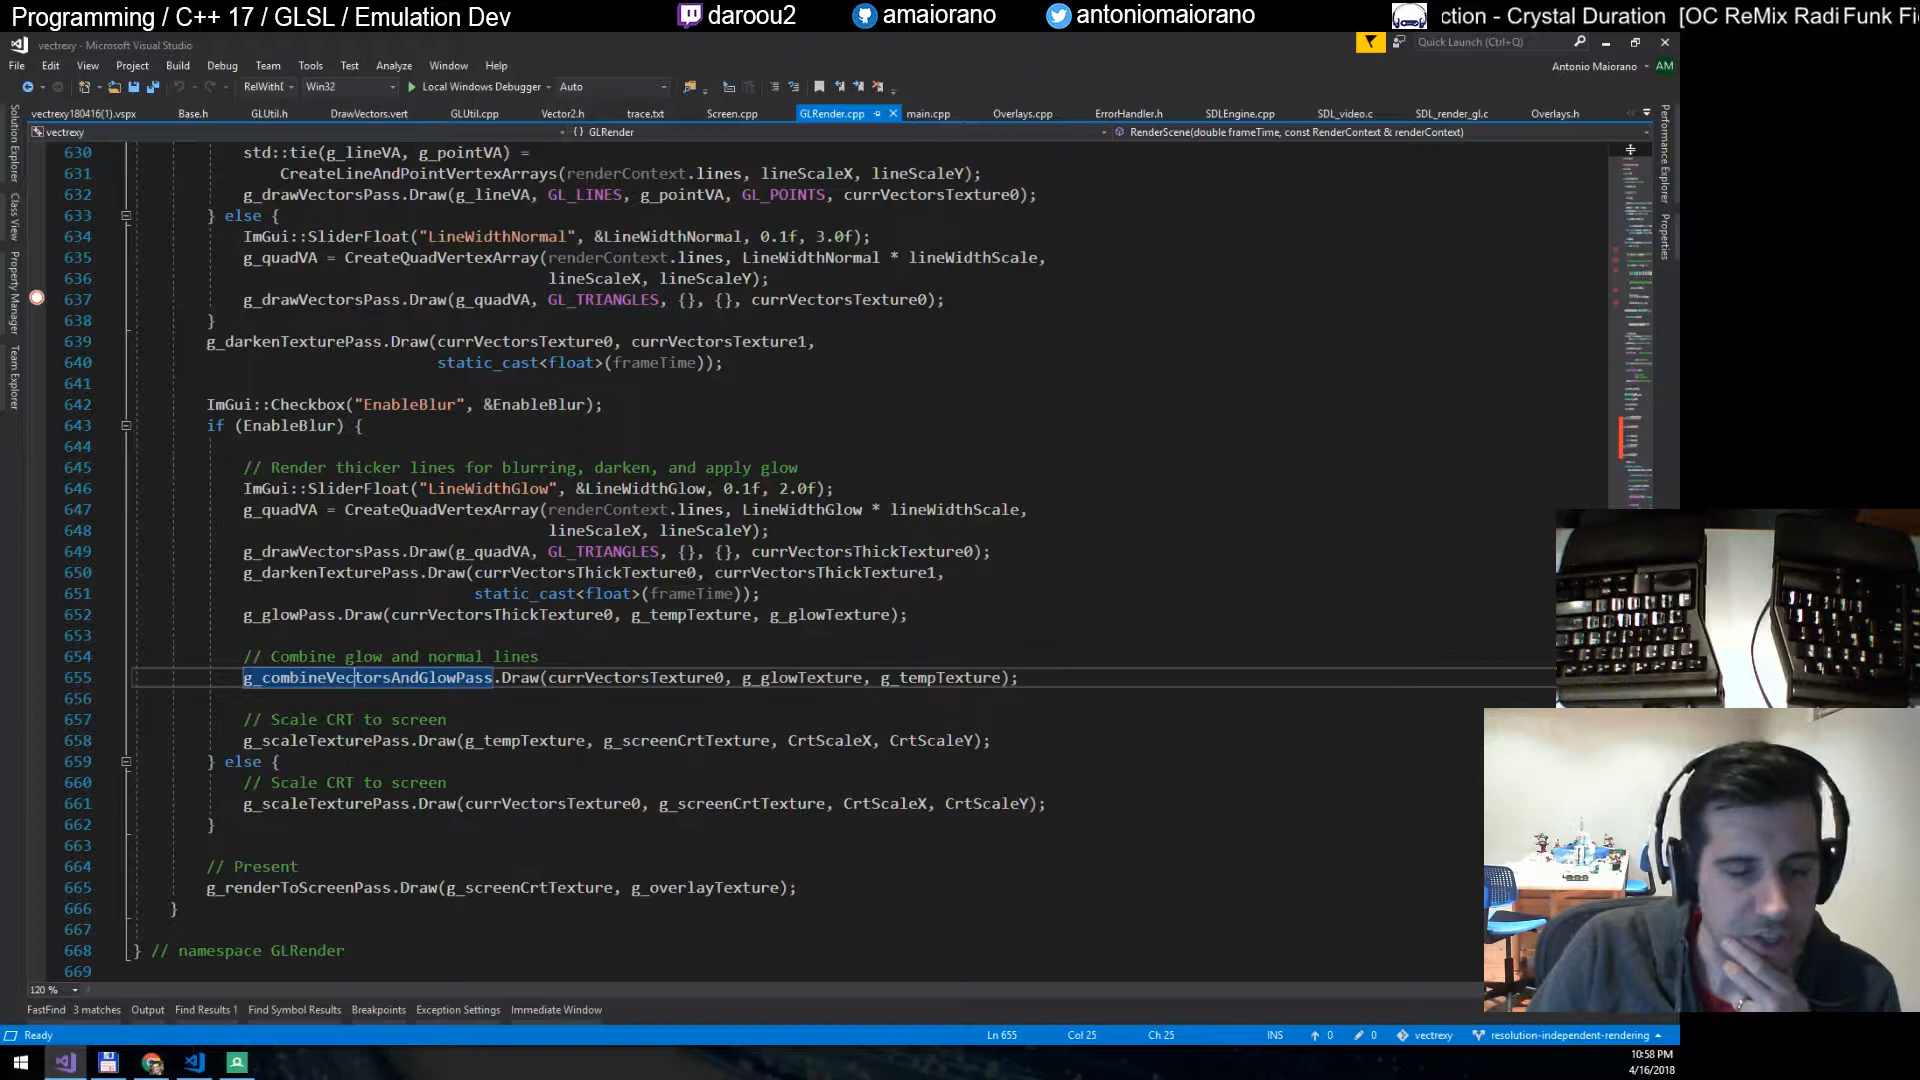 Programming / C++ 17 / GLSL / Emulation Dev
daroou2
amaiorano
antoniomaiorano
ction - Crystal Duration [OC ReMix Radi Funk Fi
vectrexy - Microsoft Visual Studio
Quick Launch (Ctrl+Q)
File Edit View Project Build Debug Team Tools Test Analyze Window Help
Antonio Maiorano AM
RelWithI Win32 Local Windows Debugger Auto
vectrexy180416(1).vspx Base.h GLUtil.h DrawVectors.vert GLUtil.cpp Vector2.h trace.txt Screen.cpp GLRender.cpp main.cpp Overlays.cpp ErrorHandler.h SDLEngine.cpp SDL_video.c SDL_render_gl.c Overlays.h
vectrexy {} GLRender RenderScene(double frameTime, const RenderContext & renderContext)
Solution Explorer
Class View
Property Manager
Team Explorer
Performance Explorer
Properties
630 std::tie(g_lineVA, g_pointVA) =
631 CreateLineAndPointVertexArrays(renderContext.lines, lineScaleX, lineScaleY);
632 g_drawVectorsPass.Draw(g_lineVA, GL_LINES, g_pointVA, GL_POINTS, currVectorsTexture0);
633 } else {
634 ImGui::SliderFloat("LineWidthNormal", &LineWidthNormal, 0.1f, 3.0f);
635 g_quadVA = CreateQuadVertexArray(renderContext.lines, LineWidthNormal * lineWidthScale,
636 lineScaleX, lineScaleY);
637 g_drawVectorsPass.Draw(g_quadVA, GL_TRIANGLES, {}, {}, currVectorsTexture0);
638 }
639 g_darkenTexturePass.Draw(currVectorsTexture0, currVectorsTexture1,
640 static_cast<float>(frameTime));
641
642 ImGui::Checkbox("EnableBlur", &EnableBlur);
643 if (EnableBlur) {
644
645 // Render thicker lines for blurring, darken, and apply glow
646 ImGui::SliderFloat("LineWidthGlow", &LineWidthGlow, 0.1f, 2.0f);
647 g_quadVA = CreateQuadVertexArray(renderContext.lines, LineWidthGlow * lineWidthScale,
648 lineScaleX, lineScaleY);
649 g_drawVectorsPass.Draw(g_quadVA, GL_TRIANGLES, {}, {}, currVectorsThickTexture0);
650 g_darkenTexturePass.Draw(currVectorsThickTexture0, currVectorsThickTexture1,
651 static_cast<float>(frameTime));
652 g_glowPass.Draw(currVectorsThickTexture0, g_tempTexture, g_glowTexture);
653
654 // Combine glow and normal lines
655 g_combineVectorsAndGlowPass.Draw(currVectorsTexture0, g_glowTexture, g_tempTexture);
656
657 // Scale CRT to screen
658 g_scaleTexturePass.Draw(g_tempTexture, g_screenCrtTexture, CrtScaleX, CrtScaleY);
659 } else {
660 // Scale CRT to screen
661 g_scaleTexturePass.Draw(currVectorsTexture0, g_screenCrtTexture, CrtScaleX, CrtScaleY);
662 }
663
664 // Present
665 g_renderToScreenPass.Draw(g_screenCrtTexture, g_overlayTexture);
666 }
667
668 } // namespace GLRender
669
120 %
FastFind 3 matches Output Find Results 1 Find Symbol Results Breakpoints Exception Settings Immediate Window
Ready Ln 655 Col 25 Ch 25 INS 0 0 vectrexy resolution-independent-rendering
10:58 PM
4/16/2018